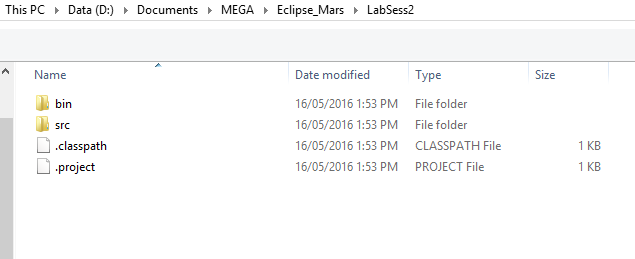 This PC Data (D:) Documents MEGA Eclipse_Mars LabSess2
Name Date modified Type Size
bin 16/05/2016 1:53 PM File folder
src 16/05/2016 1:53 PM File folder
.classpath 16/05/2016 1:53 PM CLASSPATH File 1 KB
.project 16/05/2016 1:53 PM PROJECT File 1 KB